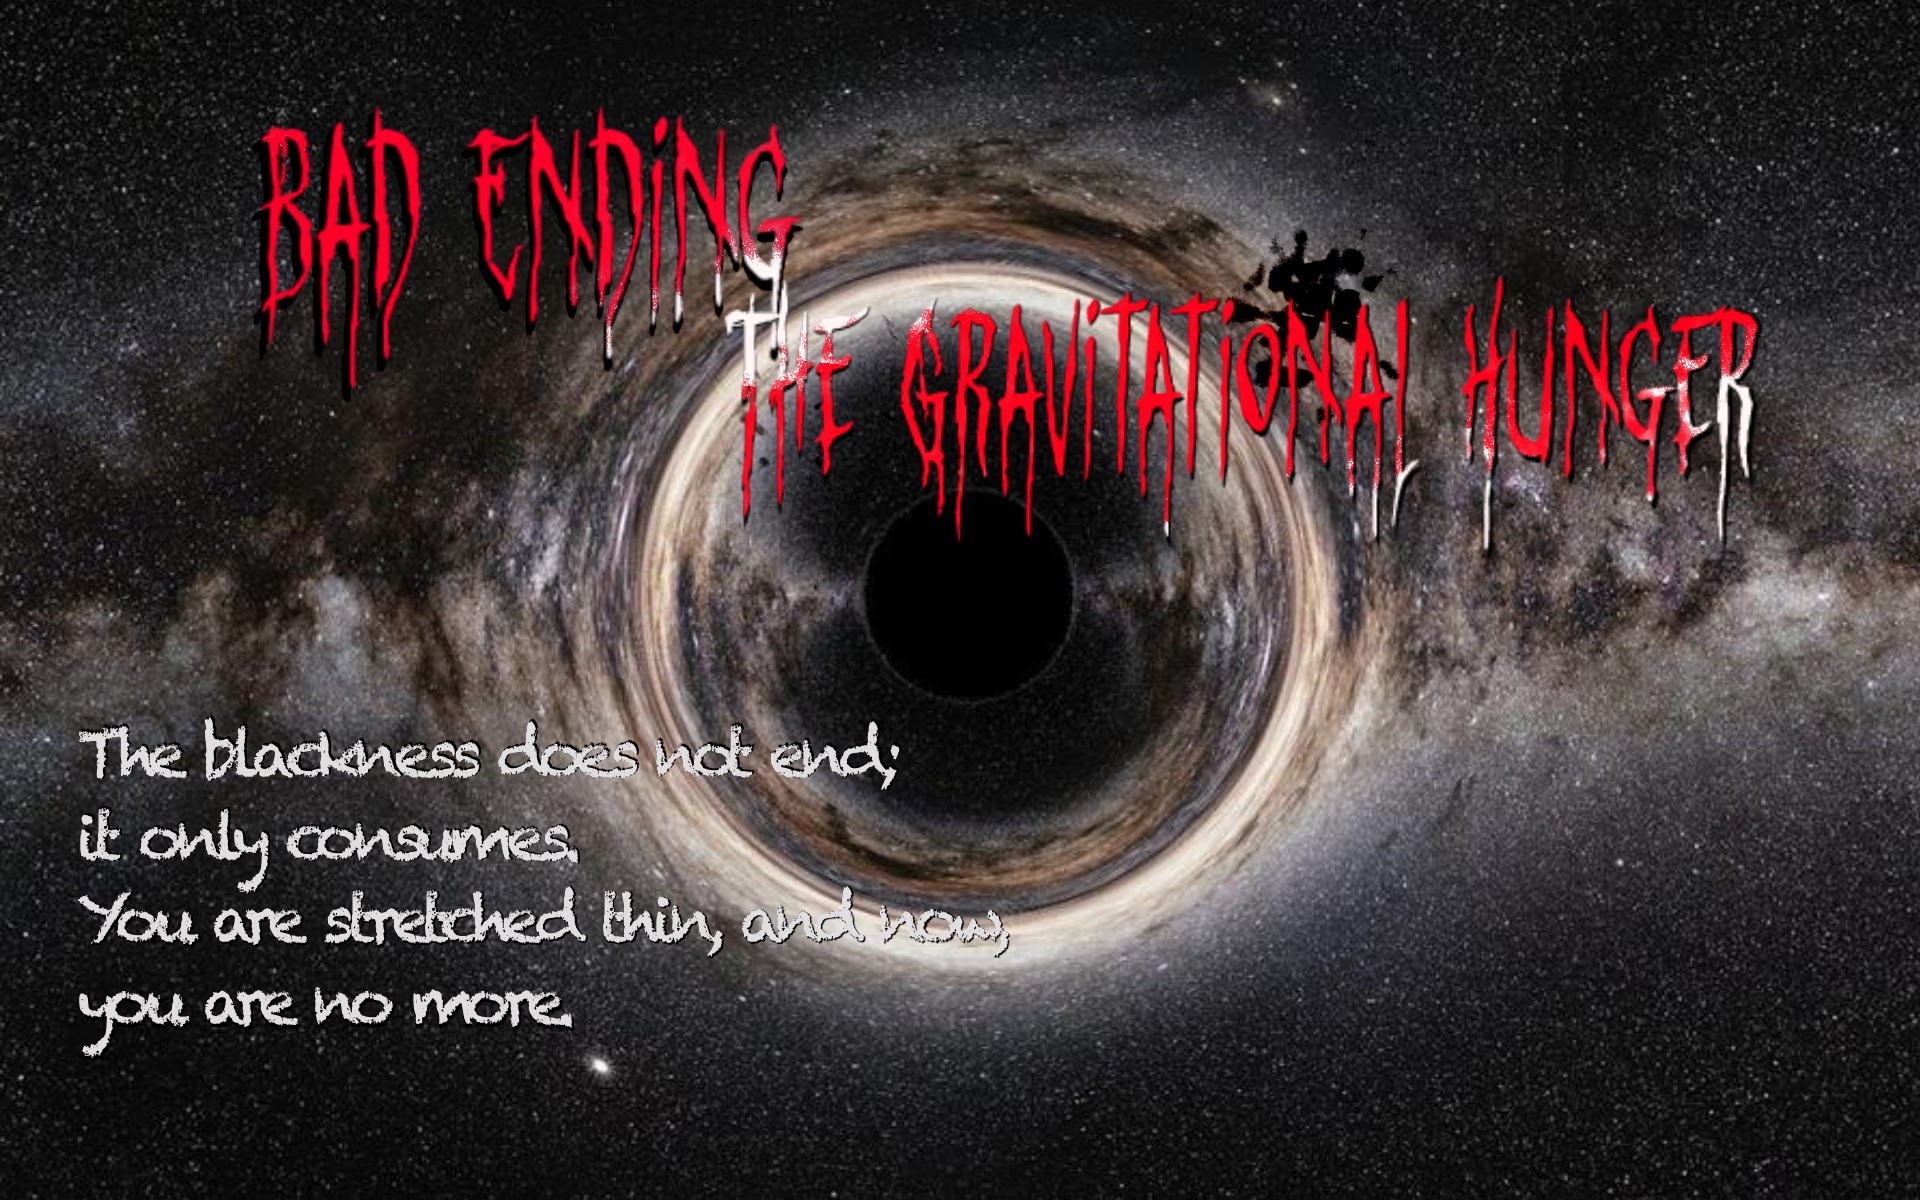 BAD ENDiNG
THE GRAViTATiONAL HUNGER
The blackness does not end;
it only consumes.
You are stretched thin, and now,
you are no more.